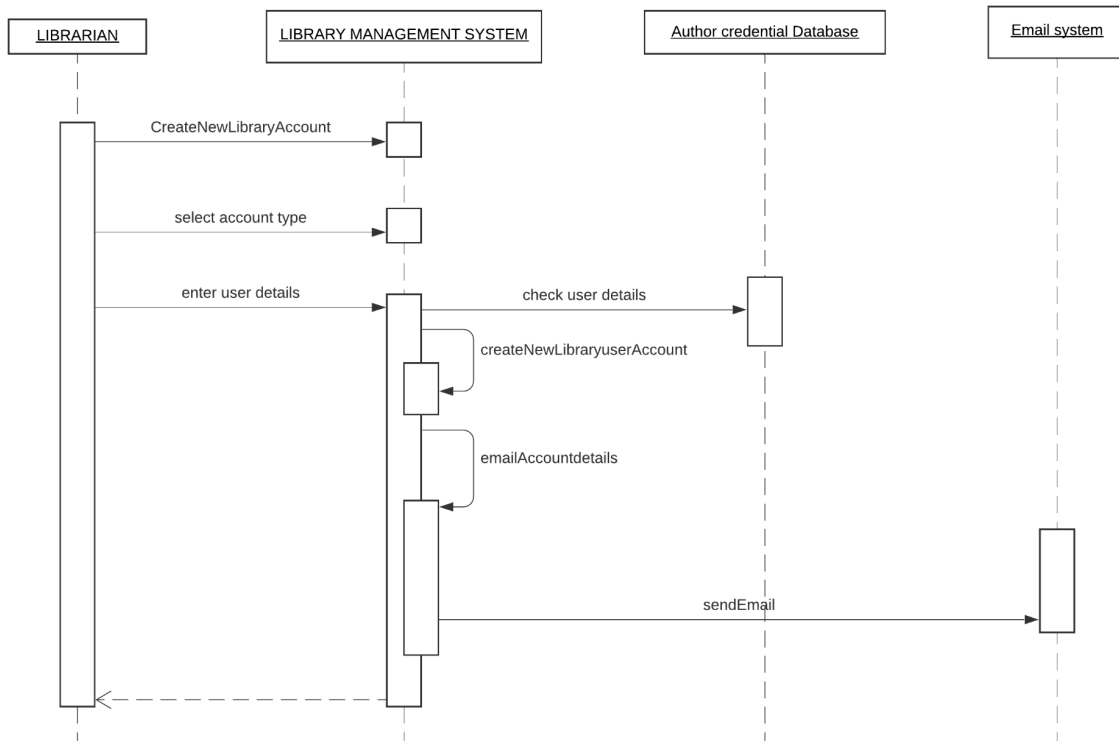 LIBRARIAN
LIBRARY MANAGEMENT SYSTEM
Author credential Database
Email system
CreateNewLibraryAccount
select account type
enter user details
check user details
createNewLibraryuserAccount
emailAccountdetails
sendEmail